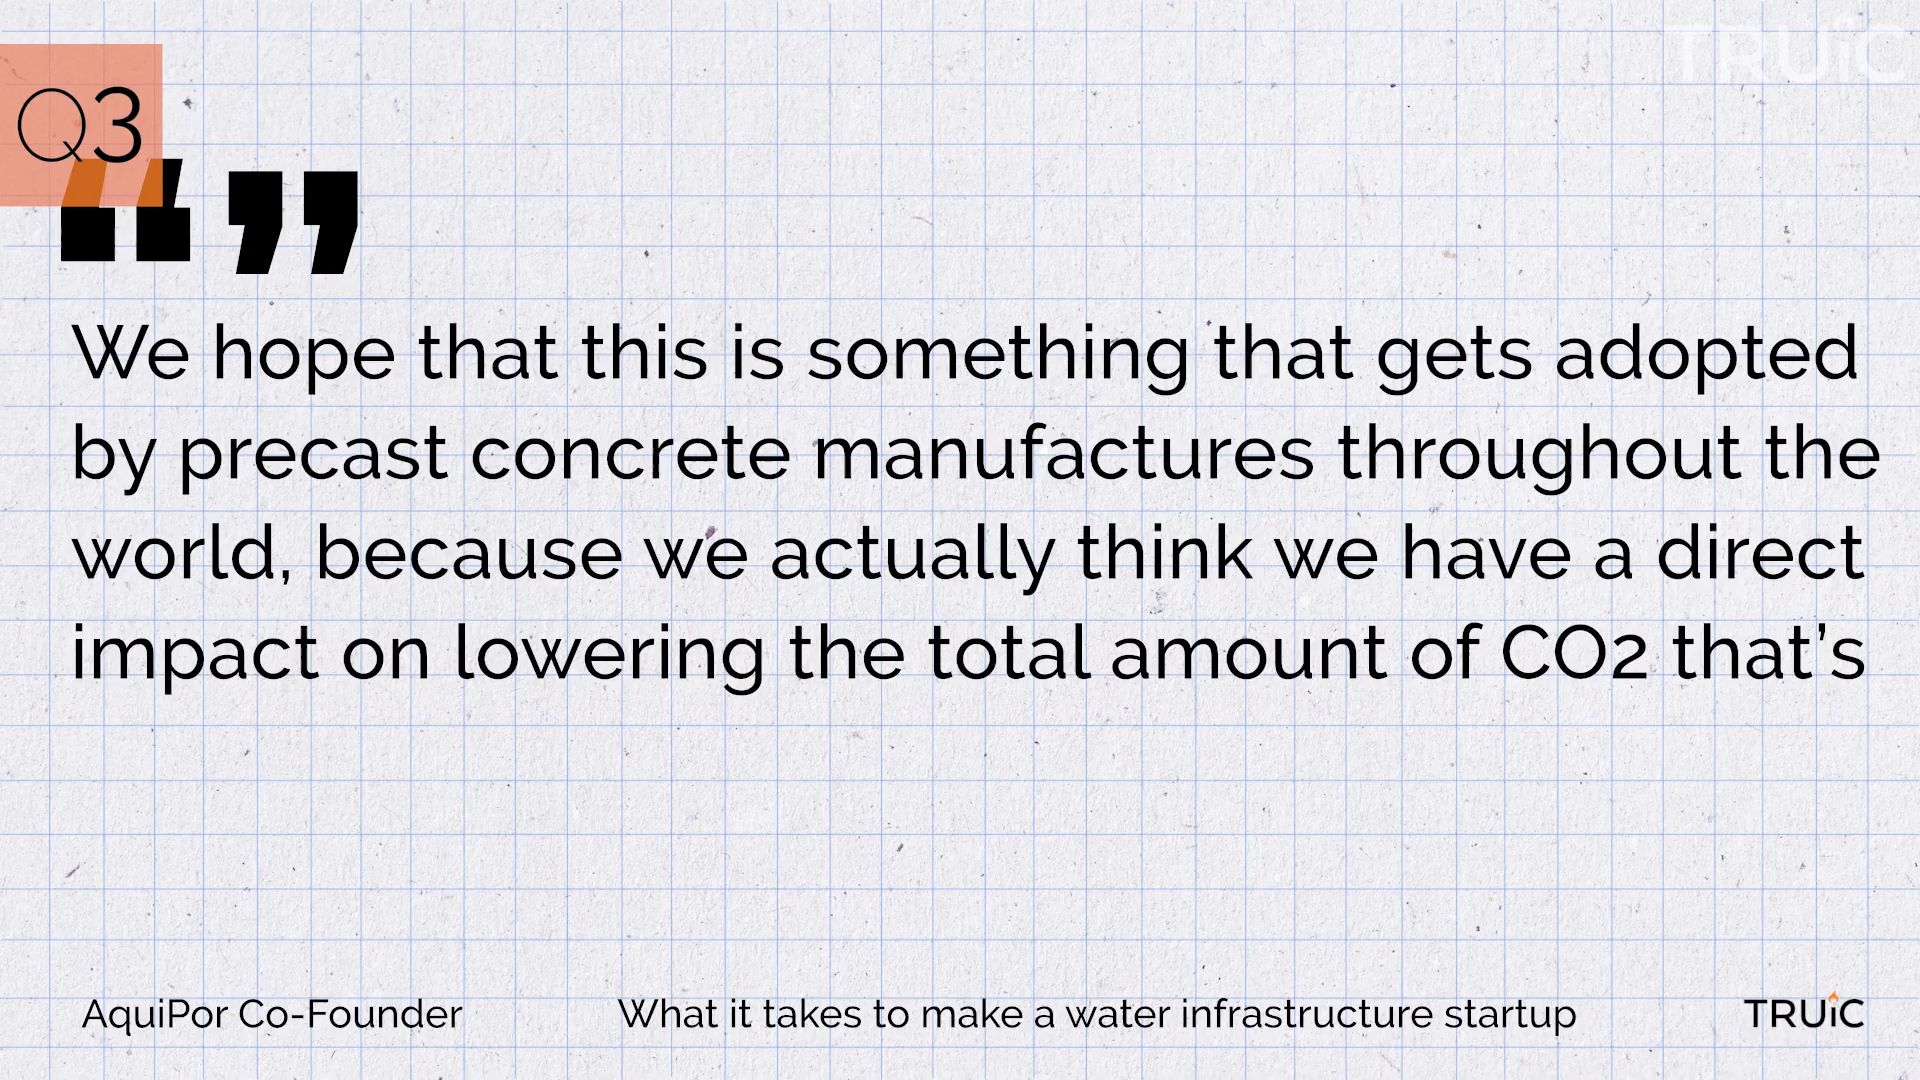 TRUiC
Q3
“”
We hope that this is something that gets adopted
by precast concrete manufactures throughout the
world, because we actually think we have a direct
impact on lowering the total amount of CO2 that’s
AquiPor Co-Founder
What it takes to make a water infrastructure startup
TRUiC